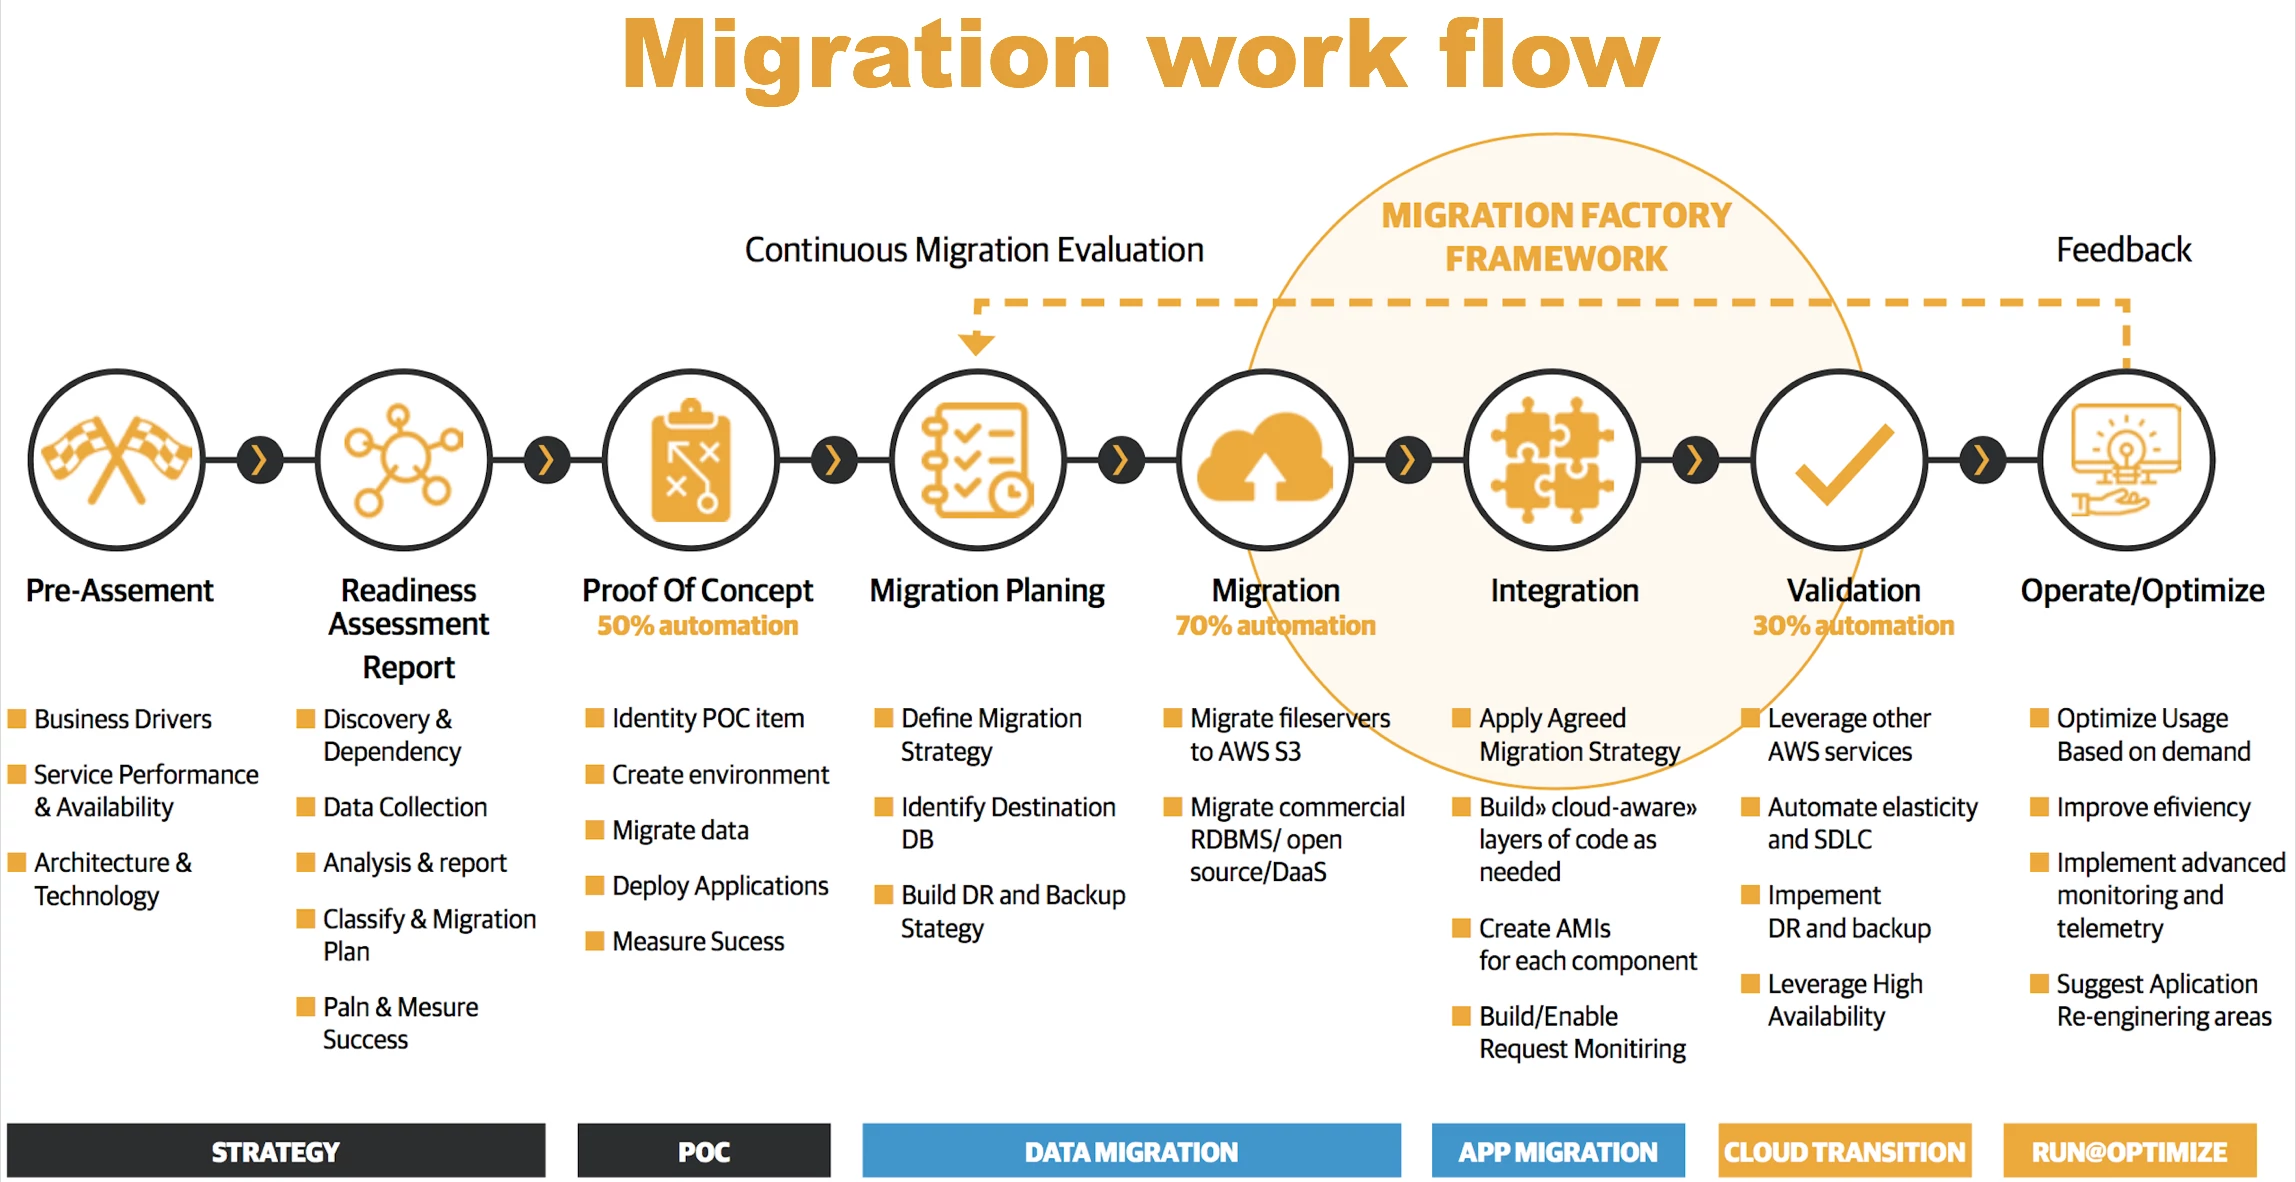 Migration work flow
MIGRATION FACTORY
FRAMEWORK
Continuous Migration Evaluation
Feedback
Pre-Assement
Readiness
Assessment
Report
Proof Of Concept
50% automation
Migration Planing
Migration
70% automation
Integration
Validation
30% automation
Operate/Optimize
Business Drivers
Service Performance
& Availability
Architecture &
Technology
Discovery &
Dependency
Data Collection
Analysis & report
Classify & Migration
Plan
Paln & Mesure
Success
Identity POC item
Create environment
Migrate data
Deploy Applications
Measure Sucess
Define Migration
Strategy
Identify Destination
DB
Build DR and Backup
Stategy
Migrate fileservers
to AWS S3
Migrate commercial
RDBMS/ open
source/DaaS
Apply Agreed
Migration Strategy
Build» cloud-aware»
layers of code as
needed
Create AMIs
for each component
Build/Enable
Request Monitiring
Leverage other
AWS services
Automate elasticity
and SDLC
Impement
DR and backup
Leverage High
Availability
Optimize Usage
Based on demand
Improve efiviency
Implement advanced
monitoring and
telemetry
Suggest Aplication
Re-enginering areas
STRATEGY
POC
DATA MIGRATION
APP MIGRATION
CLOUD TRANSITION
RUN@OPTIMIZE